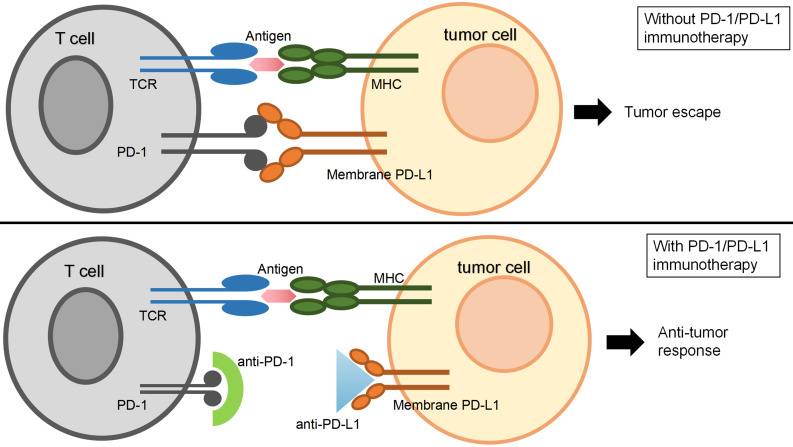 T cell
Antigen
tumor cell
Without PD-1/PD-L1
immunotherapy
TCR
MHC
Tumor escape
PD-1
Membrane PD-L1
T cell
Antigen
MHC
tumor cell
With PD-1/PD-L1
immunotherapy
TCR
Anti-tumor
response
anti-PD-1
PD-1
Membrane PD-L1
anti-PD-L1